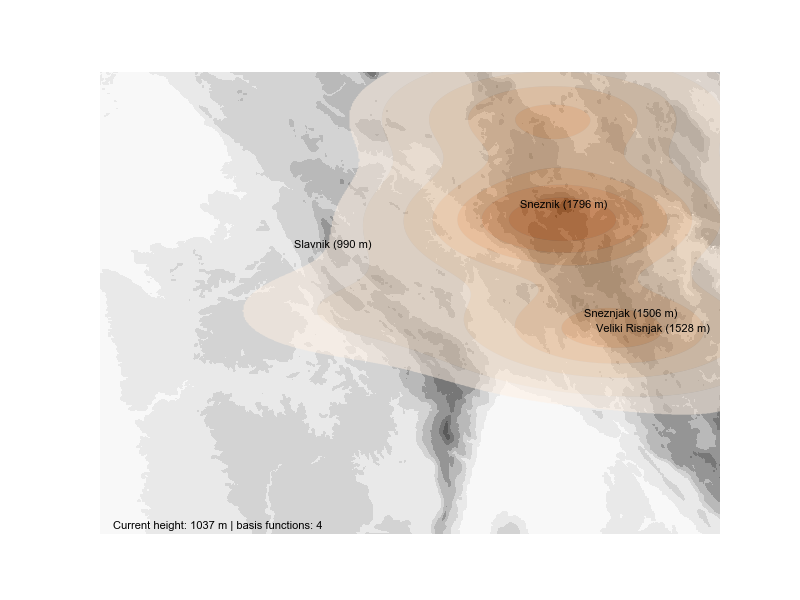 Sneznik (1796 m)
Slavnik (990 m)
Sneznjak (1506 m)
Veliki Risnjak (1528 m)
Current height: 1037 m | basis functions: 4